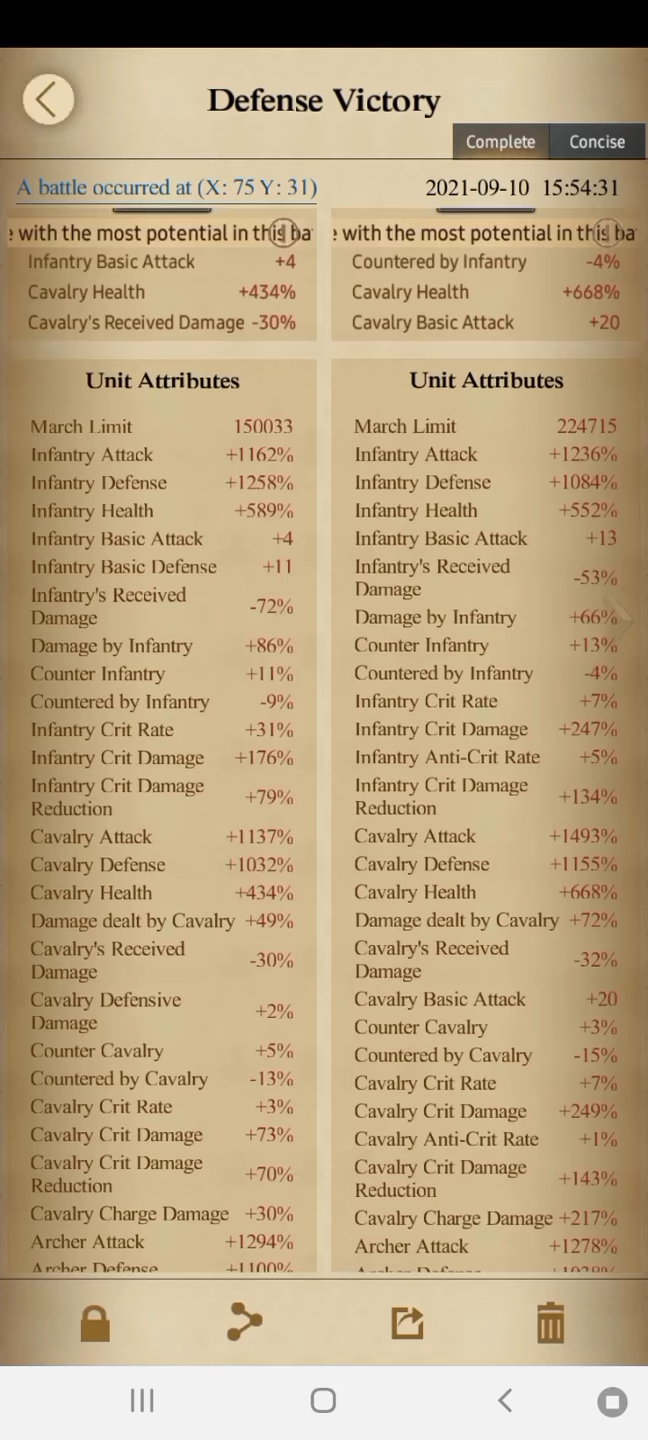 Defense Victory
Complete
Concise
A battle occurred at (X: 75 Y: 31)
2021-09-10 15:54:31
with the most potential in this
Infantry Basic Attack +4
Cavalry Health +434%
Cavalry's Received Damage -30%
with the most potential in this
Countered by Infantry -4%
Cavalry Health +668%
Cavalry Basic Attack +20
Unit Attributes
March Limit 150033
Infantry Attack +1162%
Infantry Defense +1258%
Infantry Health +589%
Infantry Basic Attack +4
Infantry Basic Defense +11
Infantry's Received
Damage -72%
Damage by Infantry +86%
Counter Infantry +11%
Countered by Infantry -9%
Infantry Crit Rate +31%
Infantry Crit Damage +176%
Infantry Crit Damage
Reduction +79%
Cavalry Attack +1137%
Cavalry Defense +1032%
Cavalry Health +434%
Damage dealt by Cavalry +49%
Cavalry's Received
Damage -30%
Cavalry Defensive
Damage +2%
Counter Cavalry +5%
Countered by Cavalry -13%
Cavalry Crit Rate +3%
Cavalry Crit Damage +73%
Cavalry Crit Damage
Reduction +70%
Cavalry Charge Damage +30%
Archer Attack +1294%
Archer Defense +1100%
Unit Attributes
March Limit 224715
Infantry Attack +1236%
Infantry Defense +1084%
Infantry Health +552%
Infantry Basic Attack +13
Infantry's Received
Damage -53%
Damage by Infantry +66%
Counter Infantry +13%
Countered by Infantry -4%
Infantry Crit Rate +7%
Infantry Crit Damage +247%
Infantry Anti-Crit Rate +5%
Infantry Crit Damage
Reduction +134%
Cavalry Attack +1493%
Cavalry Defense +1155%
Cavalry Health +668%
Damage dealt by Cavalry +72%
Cavalry's Received
Damage -32%
Cavalry Basic Attack +20
Counter Cavalry +3%
Countered by Cavalry -15%
Cavalry Crit Rate +7%
Cavalry Crit Damage +249%
Cavalry Anti-Crit Rate +1%
Cavalry Crit Damage
Reduction +143%
Cavalry Charge Damage +217%
Archer Attack +1278%